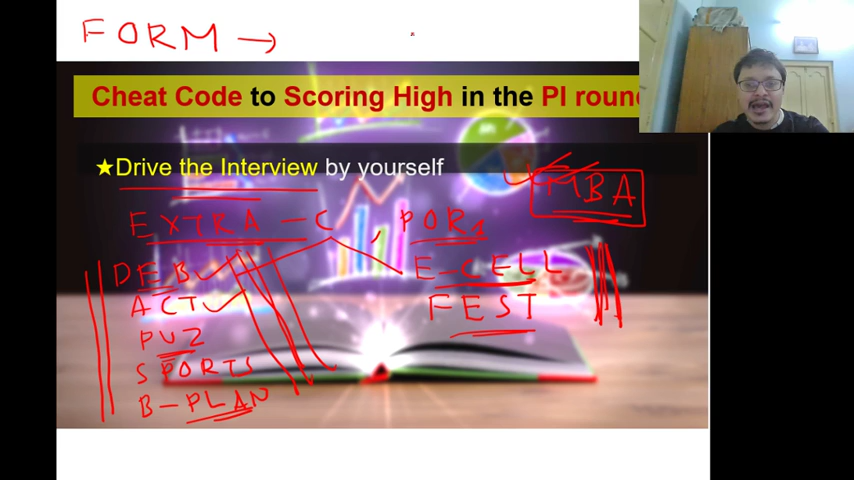 FORM →
Cheat Code to Scoring High in the PI roun
★Drive the Interview by yourself
MBA
EXTRA-C, PORs
DEB
E-CELL
ACT
FEST
PUZ
SPORTS
B-PLAN